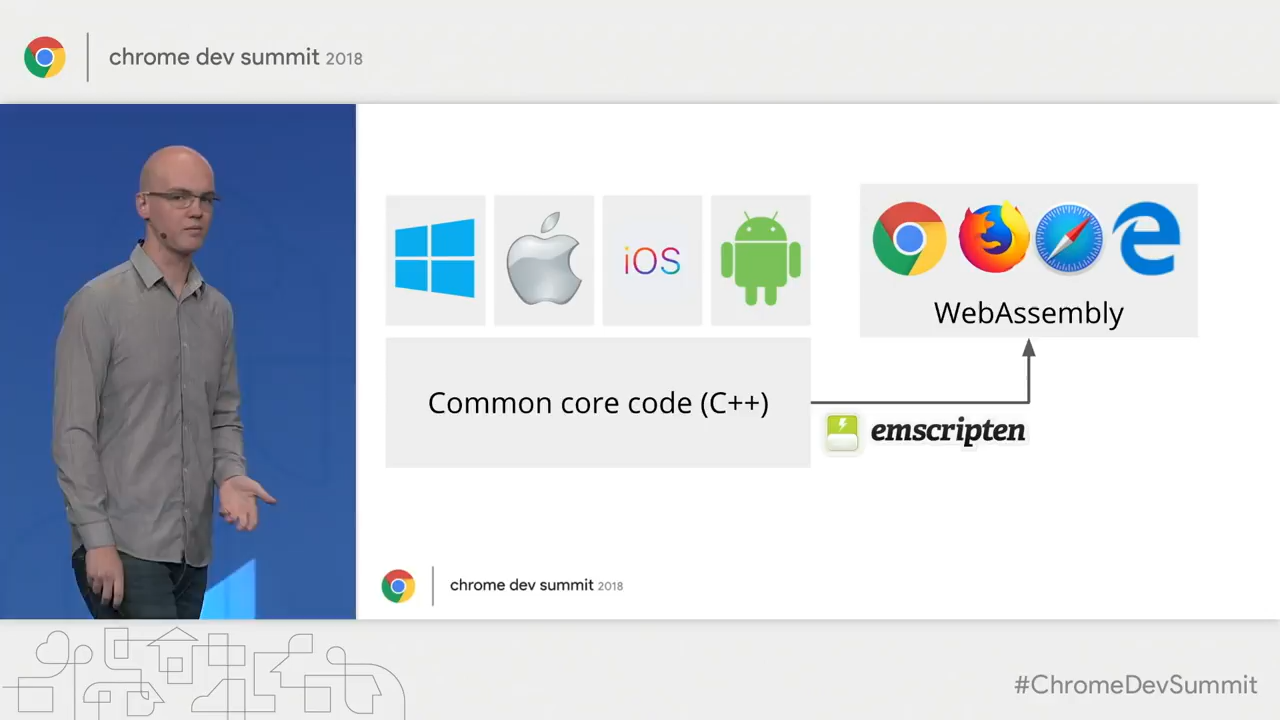 chrome dev summit 2018
iOS
WebAssembly
Common core code (C++)
emscripten
chrome dev summit 2018
#ChromeDevSummit